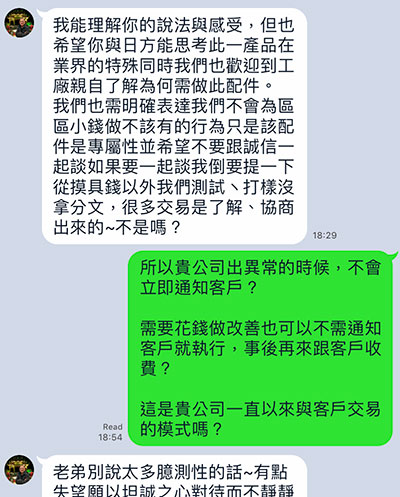 我能理解你的說法與感受，但也
希望你與日方能思考此一產品在
業界的特殊同時我們也歡迎到工
廠親自了解為何需做此配件。
我們也需明確表達我們不會為區
區小錢做不該有的行為只是該配
件是專屬性並希望不要跟誠信一
起談如果要一起談我倒要提一下
從摸具錢以外我們測試、打樣沒
拿分文，很多交易是了解、協商
出來的~不是嗎？
18:29
所以貴公司出異常的時候，不會
立即通知客戶？
需要花錢做改善也可以不需通知
客戶就執行，事後再來跟客戶收
費？
這是貴公司一直以來與客戶交易
的模式嗎？
Read
18:54
老弟別說太多臆測性的話~有點
失望願以坦誠之心對待而不靜靜